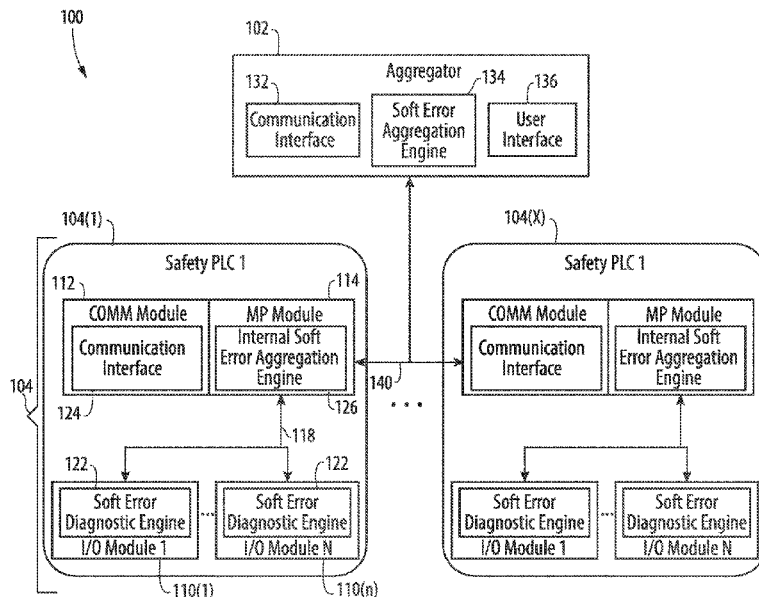 100
102
Aggregator
132
134
136
Communication
Interface
Soft Error
Aggregation
Engine
User
Interface
104(1)
104(X)
Safety PLC 1
Safety PLC 1
112
114
COMM Module
MP Module
Communication
Interface
Internal Soft
Error Aggregation
Engine
COMM Module
MP Module
Communication
Interface
Internal Soft
Error Aggregation
Engine
104
124
126
140
...
118
122
122
Soft Error
Diagnostic Engine
I/O Module 1
...
Soft Error
Diagnostic Engine
I/O Module N
Soft Error
Diagnostic Engine
I/O Module 1
...
Soft Error
Diagnostic Engine
I/O Module N
110(1)
110(n)